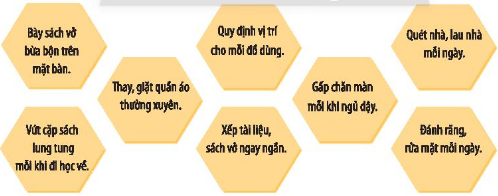 Bày sách vở
bừa bộn trên
mặt bàn.
Quy định vị trí
cho mỗi đồ dùng.
Quét nhà, lau nhà
mỗi ngày.
Thay, giặt quần áo
thường xuyên.
Gấp chăn màn
mỗi khi ngủ dậy.
Vứt cặp sách
lung tung
mỗi khi đi học về.
Xếp tài liệu,
sách vở ngay ngắn.
Đánh răng,
rửa mặt mỗi ngày.